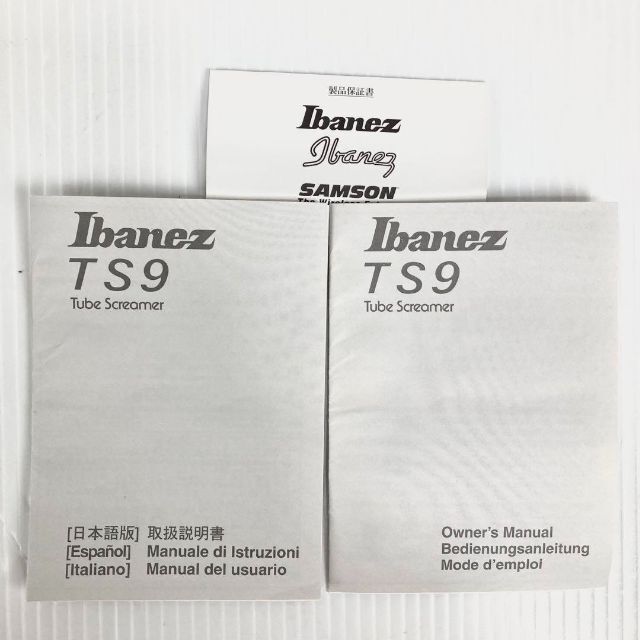 製品保証書
Ibanez
Ibanez
SAMSON
The Wireless
Ibanez
TS9
Tube Screamer
[日本語版] 取扱説明書
[Español] Manuale di Istruzioni
[Italiano] Manual del usuario
Ibanez
TS9
Tube Screamer
Owner's Manual
Bedienungsanleitung
Mode d'emploi